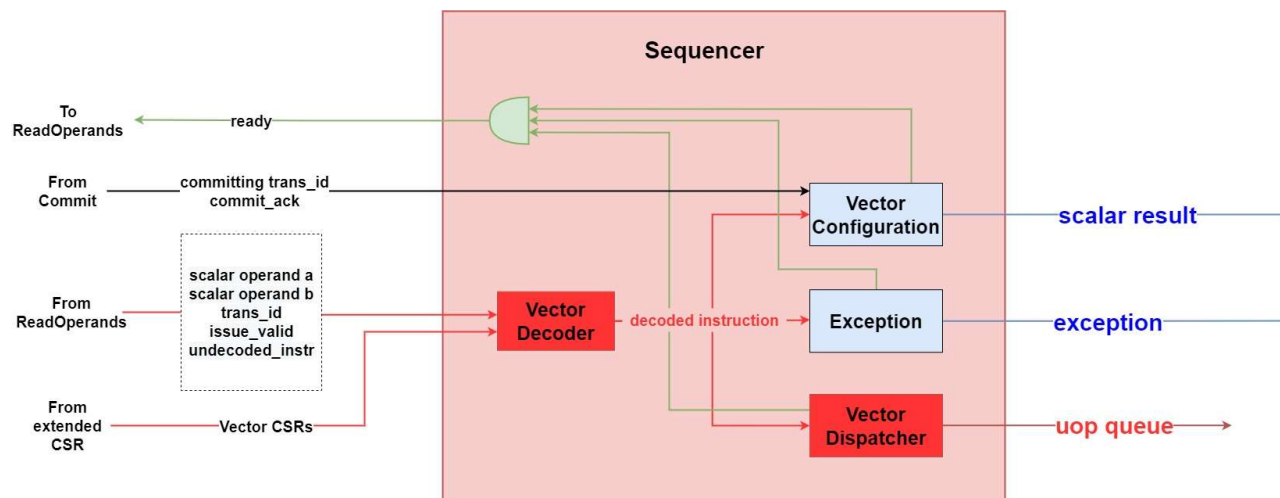 Sequencer
To
ReadOperands
ready
From
Commit
committing trans_id
commit_ack
Vector
Configuration
scalar result
From
ReadOperands
scalar operand a
scalar operand b
trans_id
issue_valid
undecoded_instr
Vector
Decoder
decoded instruction
Exception
exception
From
extended
CSR
Vector CSRs
Vector
Dispatcher
uop queue